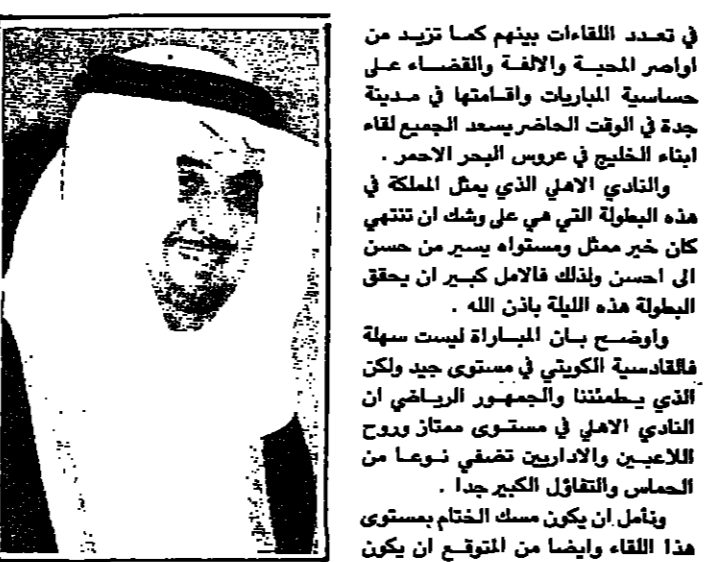 في تعدد اللقاءات بينهم كما تزيد من
اواصر المحبة والالفة والقضاء على
حساسية المباريات واقامتها في مدينة
جدة في الوقت الحاضر يسعد الجميع لقاء
ابناء الخليج في عروس البحر الاحمر .
والنادي الاهلي الذي يمثل المملكة في
هذه البطولة التي هي على وشك ان تنتهي
كان خير ممثل ومستواه يسير من حسن
الى احسن ولذلك فالامل كبير ان يحقق
البطولة هذه الليلة باذن الله .
واوضح بان المباراة ليست سهلة
فالقادسية الكويتي في مستوى جيد ولكن
الذي يطمئننا والجمهور الرياضي ان
النادي الاهلي في مستوى ممتاز وروح
اللاعبين والاداريين تضفي نوعا من
الحماس والتفاؤل الكبير جدا .
ونأمل ان يكون مسك الختام بمستوى
هذا اللقاء وايضا من المتوقع ان يكون